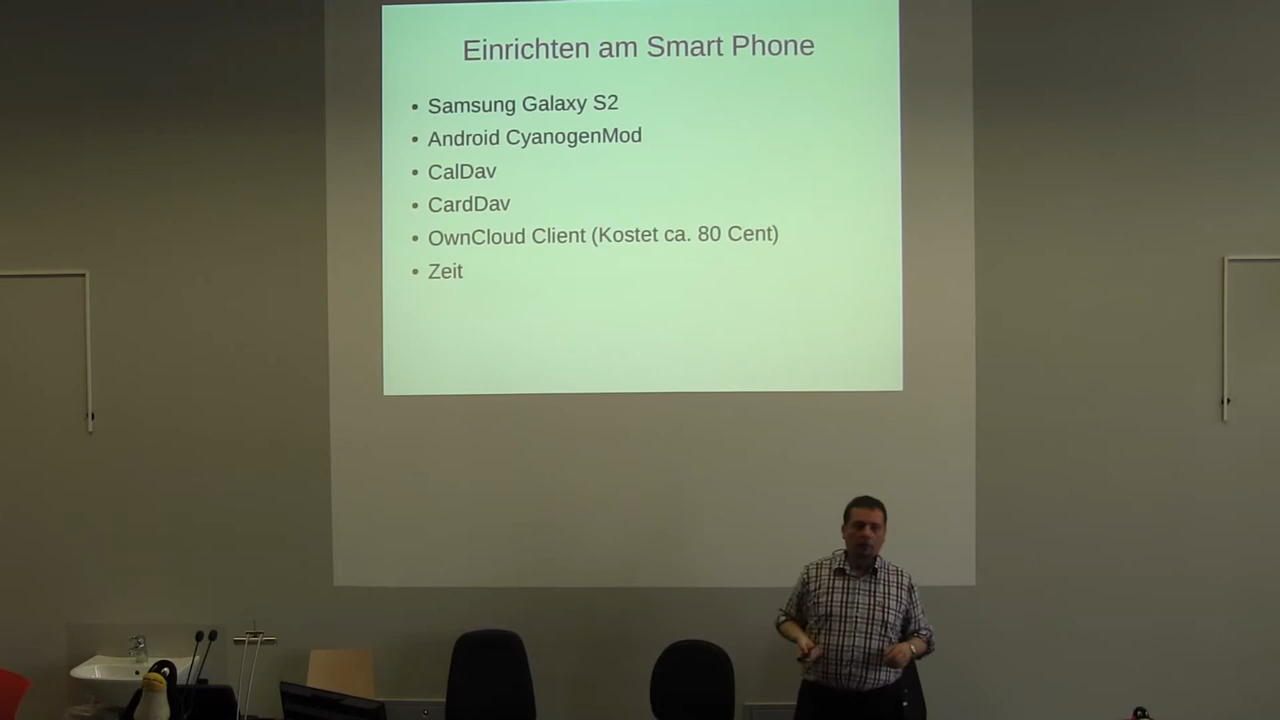 Einrichten am Smart Phone
• Samsung Galaxy S2
• Android CyanogenMod
• CalDav
• CardDav
• OwnCloud Client (Kostet ca. 80 Cent)
• Zeit